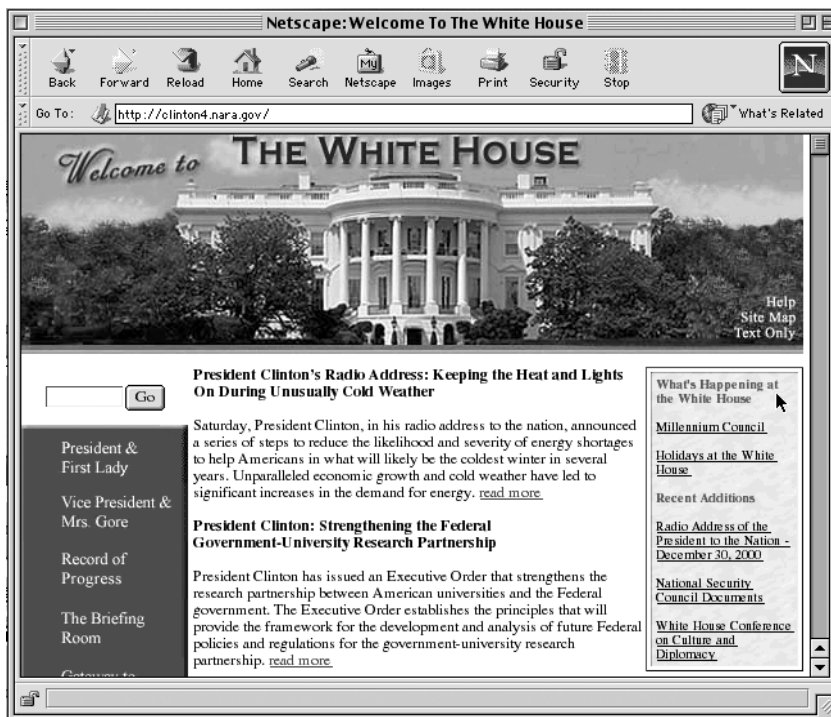 Netscape: Welcome To The White House
Back Forward Reload Home Search Netscape Images Print Security Stop
My
N
Go To: http://clinton4.nara.gov/ What's Related
Welcome to THE WHITE HOUSE
Help
Site Map
Text Only
Go
President &
First Lady
Vice President &
Mrs. Gore
Record of
Progress
The Briefing
Room
Gateway to
President Clinton's Radio Address: Keeping the Heat and Lights
On During Unusually Cold Weather
Saturday, President Clinton, in his radio address to the nation, announced
a series of steps to reduce the likelihood and severity of energy shortages
to help Americans in what will likely be the coldest winter in several
years. Unparalleled economic growth and cold weather have led to
significant increases in the demand for energy. read more
President Clinton: Strengthening the Federal
Government-University Research Partnership
President Clinton has issued an Executive Order that strengthens the
research partnership between American universities and the Federal
government. The Executive Order establishes the principles that will
provide the framework for the development and analysis of future Federal
policies and regulations for the government-university research
partnership. read more
What's Happening at
the White House
Millennium Council
Holidays at the White
House
Recent Additions
Radio Address of the
President to the Nation -
December 30, 2000
National Security
Council Documents
White House Conference
on Culture and
Diplomacy